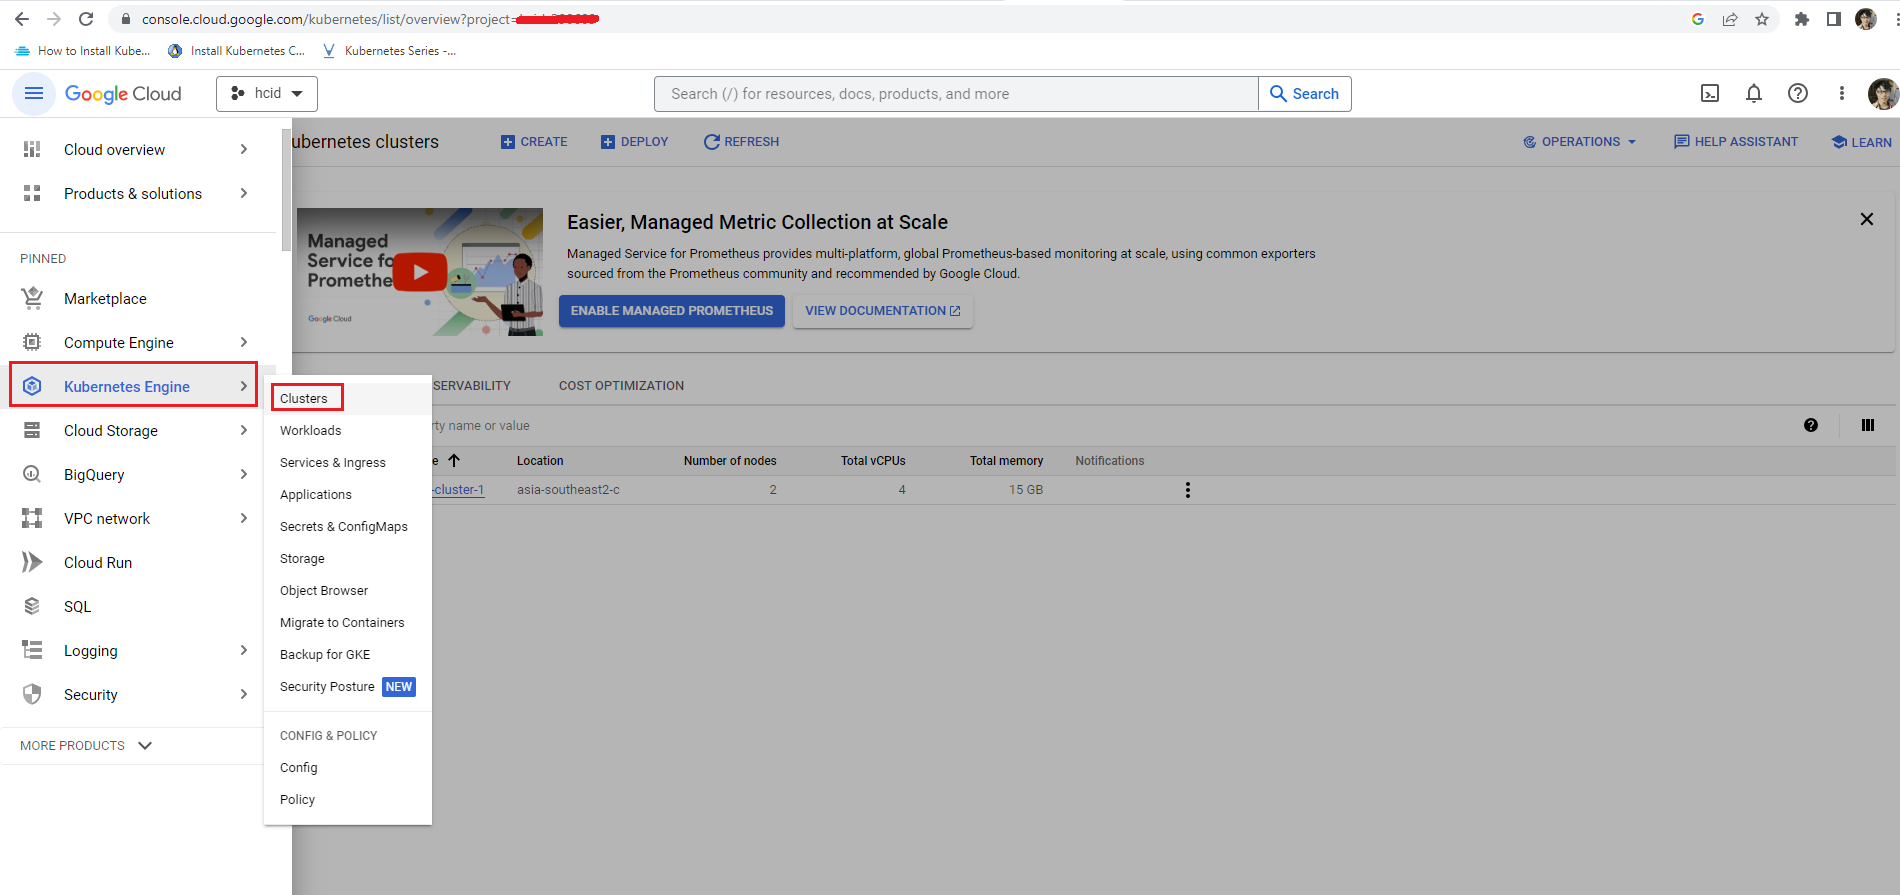 console.cloud.google.com/kubernetes/list/overview?project=
How to Install Kube...
Install Kubernetes C...
Kubernetes Series -...
Google Cloud
hcid
Search (/) for resources, docs, products, and more
Search
Cloud overview
Products & solutions
PINNED
Marketplace
Compute Engine
Kubernetes Engine
Cloud Storage
BigQuery
VPC network
Cloud Run
SQL
Logging
Security
MORE PRODUCTS
Clusters
Workloads
Services & Ingress
Applications
Secrets & ConfigMaps
Storage
Object Browser
Migrate to Containers
Backup for GKE
Security Posture NEW
CONFIG & POLICY
Config
Policy
ubernetes clusters
CREATE
DEPLOY
REFRESH
OPERATIONS
HELP ASSISTANT
LEARN
Managed
Service fo
Promethe
Google Cloud
Easier, Managed Metric Collection at Scale
Managed Service for Prometheus provides multi-platform, global Prometheus-based monitoring at scale, using common exporters
sourced from the Prometheus community and recommended by Google Cloud.
ENABLE MANAGED PROMETHEUS
VIEW DOCUMENTATION
SERVABILITY
COST OPTIMIZATION
rty name or value
e Location Number of nodes Total vCPUs Total memory Notifications
-cluster-1 asia-southeast2-c 2 4 15 GB